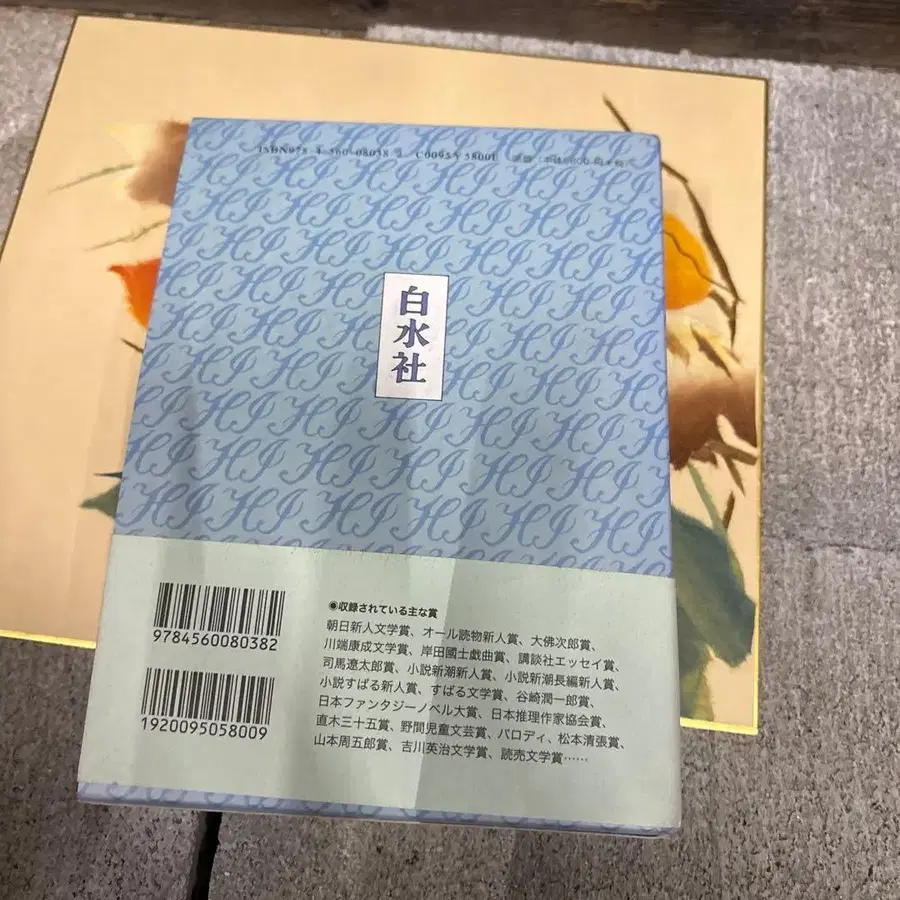 ISBN978-4-560-08038-2 C0095 ¥5800E
白水社
9784560080382
1920095058009
◉収録されている主な賞
朝日新人文学賞、オール読物新人賞、大佛次郎賞、
川端康成文学賞、岸田國士戯曲賞、講談社エッセイ賞、
司馬遼太郎賞、小説新潮新人賞、小説新潮長編新人賞、
小説すばる新人賞、すばる文学賞、谷崎潤一郎賞、
日本ファンタジーノベル大賞、日本推理作家協会賞、
直木三十五賞、野間児童文芸賞、パロディ、松本清張賞、
山本周五郎賞、吉川英治文学賞、読売文学賞……